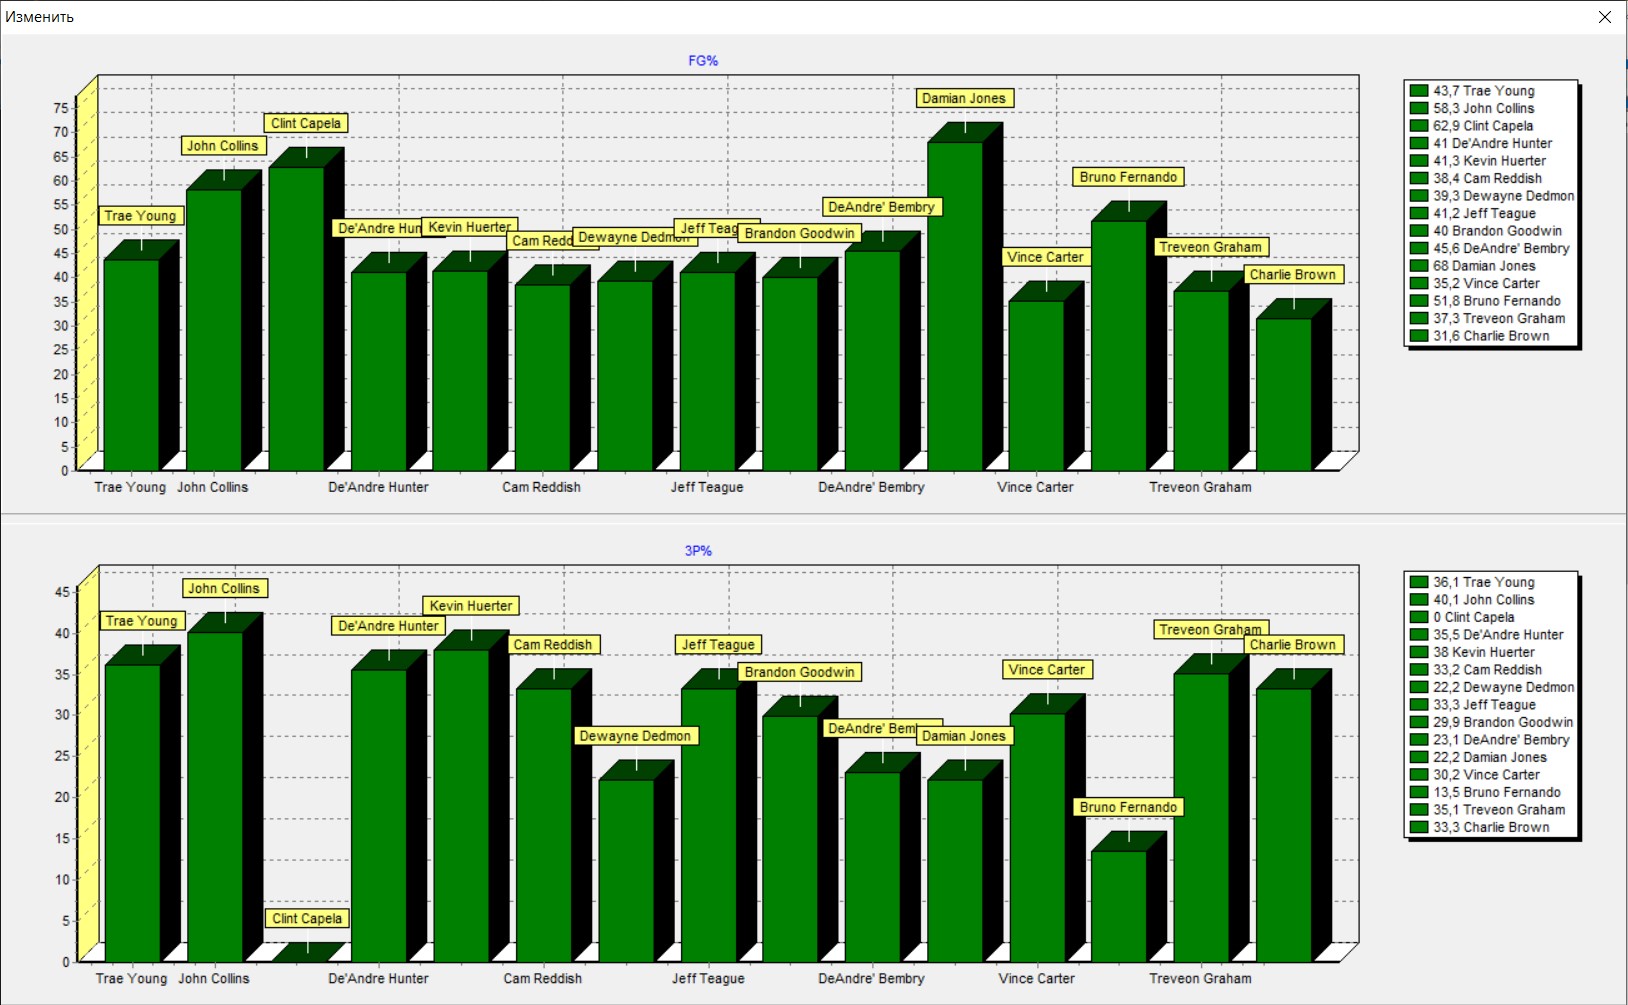 Изменить
FG%
75
70
65
60
55
50
45
40
35
30
25
20
15
10
5
0
Damian Jones
Clint Capela
John Collins
Bruno Fernando
DeAndre' Bembry
Trae Young
De'Andre Hun
Kevin Huerter
Jeff Teag
Brandon Goodwin
Cam Redd
Dewayne Dedmon
Treveon Graham
Vince Carter
Charlie Brown
Trae Young John Collins De'Andre Hunter Cam Reddish Jeff Teague DeAndre' Bembry Vince Carter Treveon Graham
43,7 Trae Young
58,3 John Collins
62,9 Clint Capela
41 De'Andre Hunter
41,3 Kevin Huerter
38,4 Cam Reddish
39,3 Dewayne Dedmon
41,2 Jeff Teague
40 Brandon Goodwin
45,6 DeAndre' Bembry
68 Damian Jones
35,2 Vince Carter
51,8 Bruno Fernando
37,3 Treveon Graham
31,6 Charlie Brown
3P%
45
40
35
30
25
20
15
10
5
0
John Collins
Kevin Huerter
Trae Young
De'Andre Hunter
Treveon Graham
Cam Reddish
Jeff Teague
Charlie Brown
Brandon Goodwin
Vince Carter
DeAndre' Bem
Dewayne Dedmon
Damian Jones
Bruno Fernando
Clint Capela
Trae Young John Collins De'Andre Hunter Cam Reddish Jeff Teague DeAndre' Bembry Vince Carter Treveon Graham
36,1 Trae Young
40,1 John Collins
0 Clint Capela
35,5 De'Andre Hunter
38 Kevin Huerter
33,2 Cam Reddish
22,2 Dewayne Dedmon
33,3 Jeff Teague
29,9 Brandon Goodwin
23,1 DeAndre' Bembry
22,2 Damian Jones
30,2 Vince Carter
13,5 Bruno Fernando
35,1 Treveon Graham
33,3 Charlie Brown